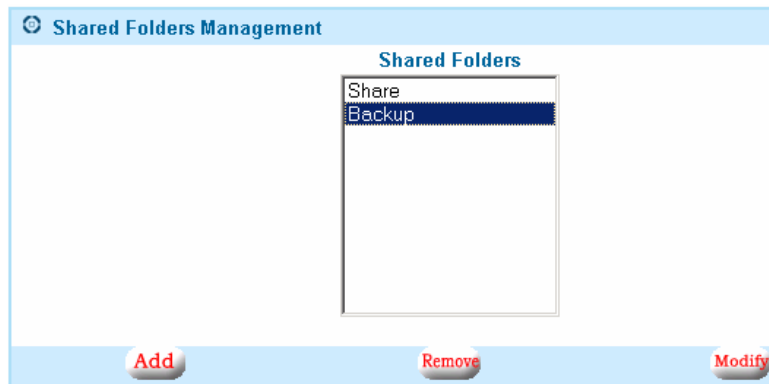 Shared Folders Management
Shared Folders
Share
Backup
Add Remove Modify